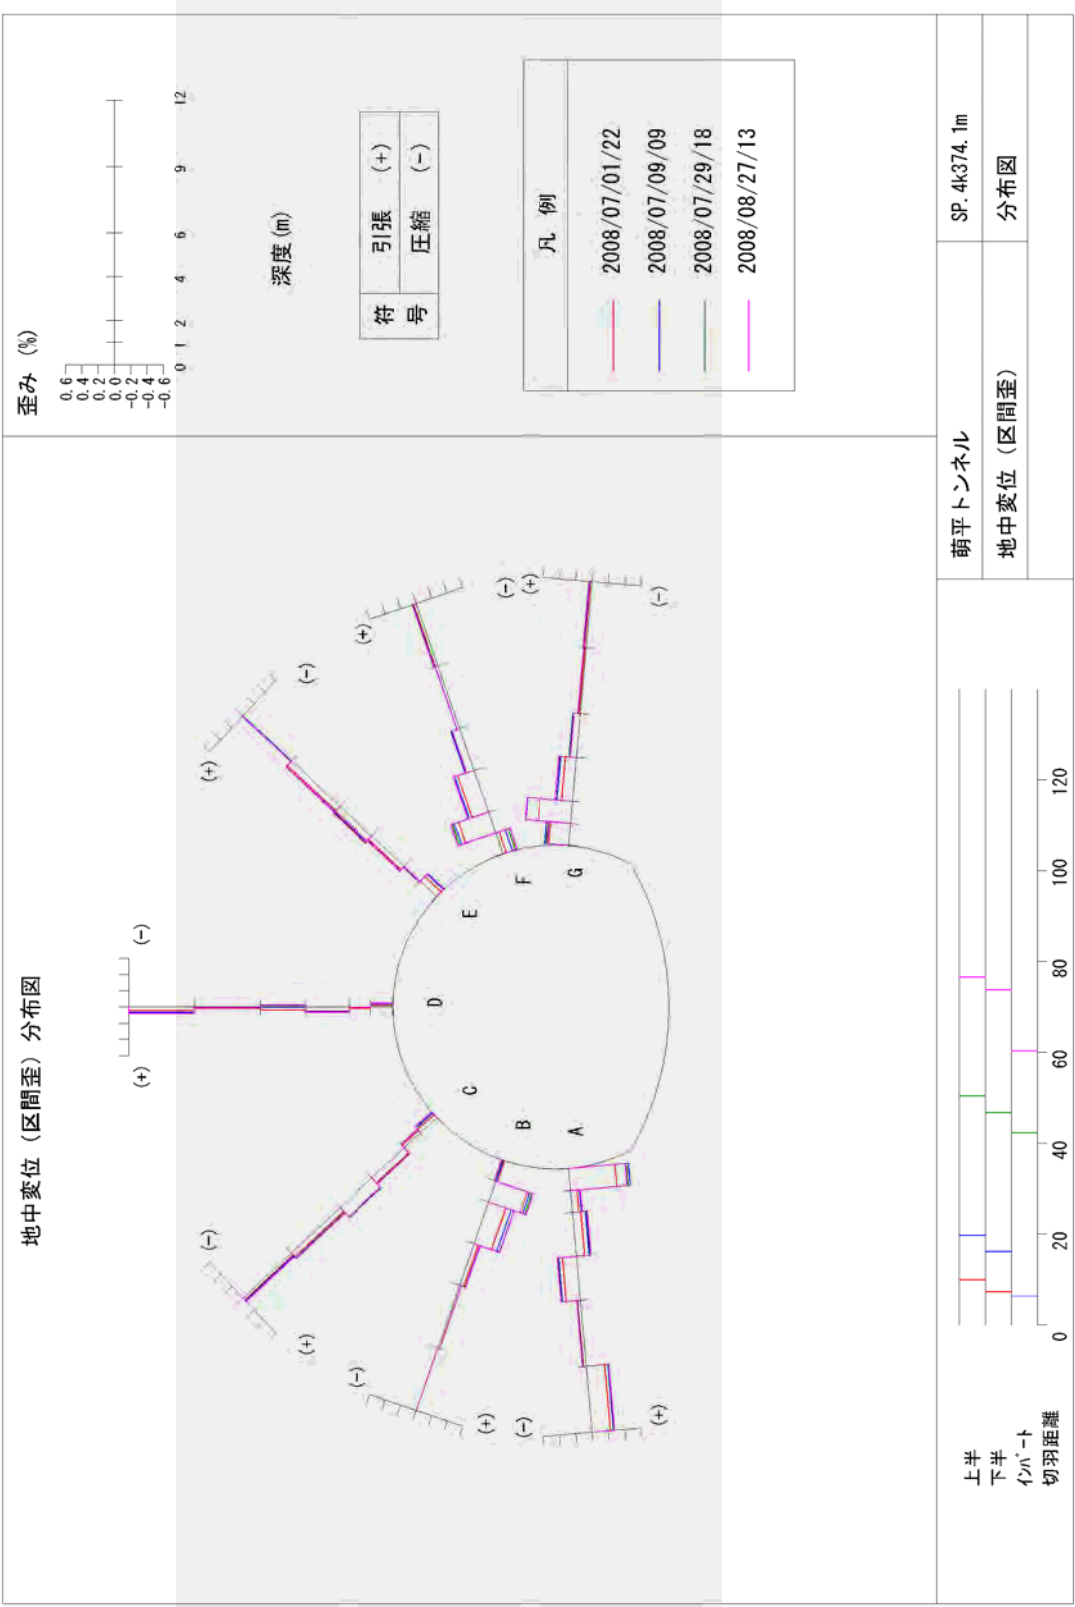 地中変位（区間歪）分布図
(+)
(-)
(-)
(+)
(+)
(-)
(-)
(+)
(+)
(-)
(-)
(+)
(+)
(-)
A
B
C
D
E
F
G
歪み (%)
0.6
0.4
0.2
0.0
-0.2
-0.4
-0.6
0 1 2 4 6 9 12
深度(m)
符号
引張 (+)
圧縮 (-)
凡 例
2008/07/01/22
2008/07/09/09
2008/07/29/18
2008/08/27/13
上半
下半
インバート
切羽距離
0 20 40 60 80 100 120
萌平トンネル
SP.4k374.1m
地中変位（区間歪）
分布図